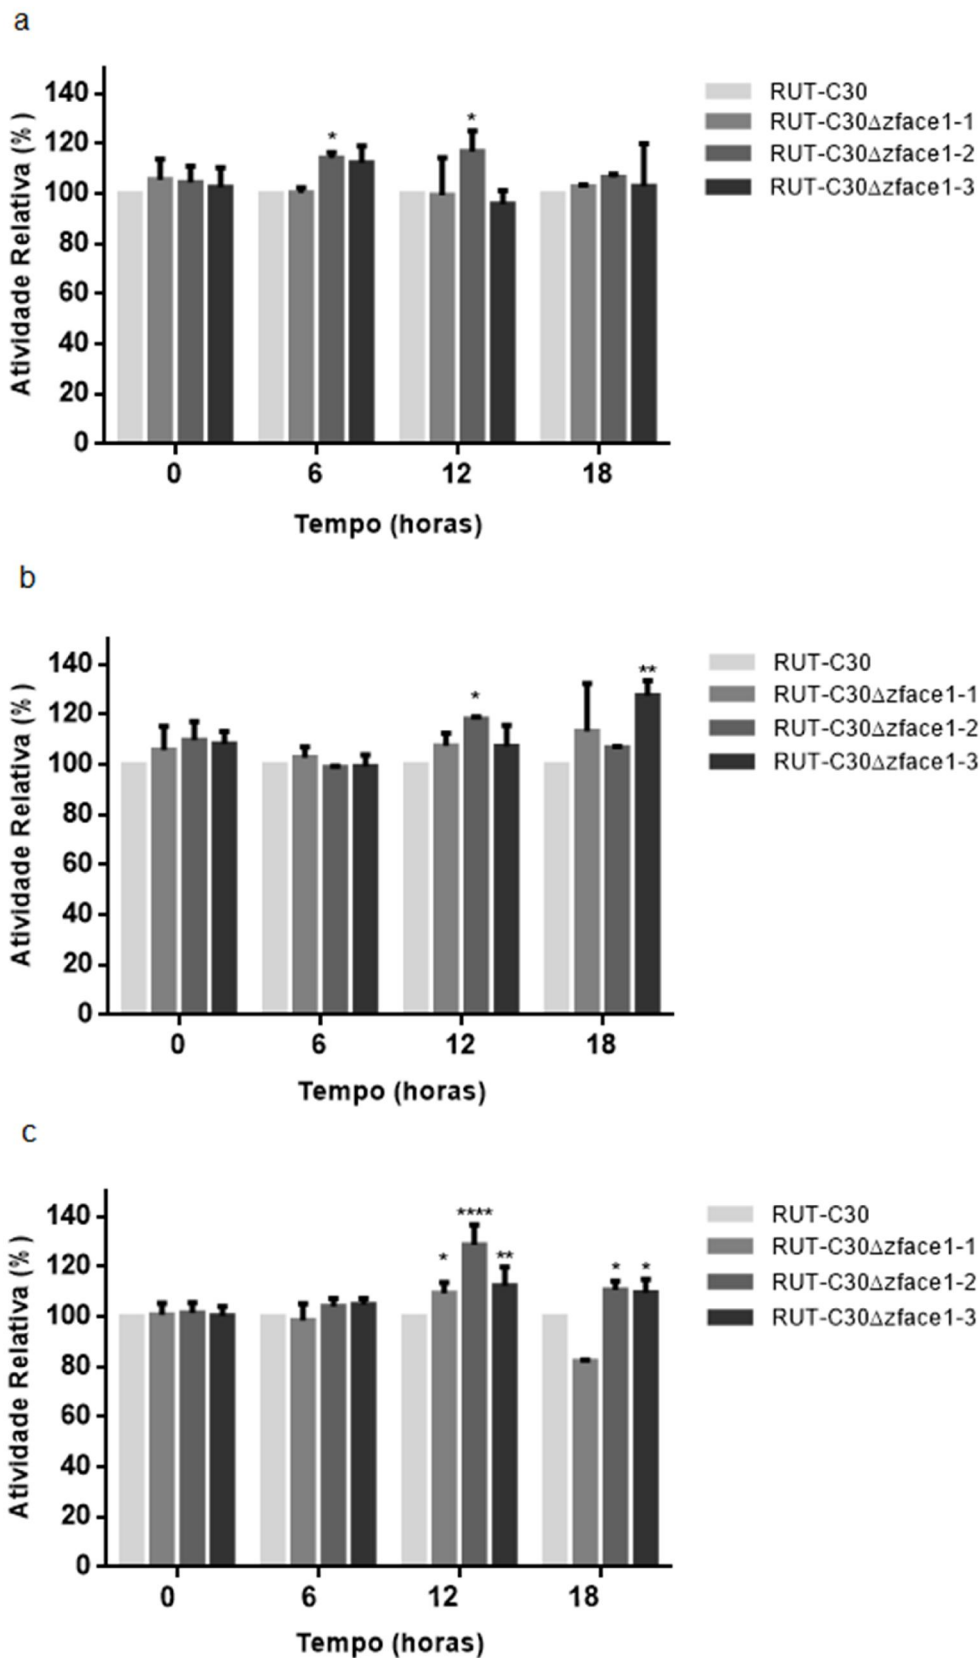 a
Atividade Relativa (%)
140
120
100
80
60
40
20
0
* *
0 6 12 18
Tempo (horas)
RUT-C30
RUT-C30Δzface1-1
RUT-C30Δzface1-2
RUT-C30Δzface1-3
b
Atividade Relativa (%)
140
120
100
80
60
40
20
0
* **
0 6 12 18
Tempo (horas)
RUT-C30
RUT-C30Δzface1-1
RUT-C30Δzface1-2
RUT-C30Δzface1-3
c
Atividade Relativa (%)
140
120
100
80
60
40
20
0
* **** ** * *
0 6 12 18
Tempo (horas)
RUT-C30
RUT-C30Δzface1-1
RUT-C30Δzface1-2
RUT-C30Δzface1-3